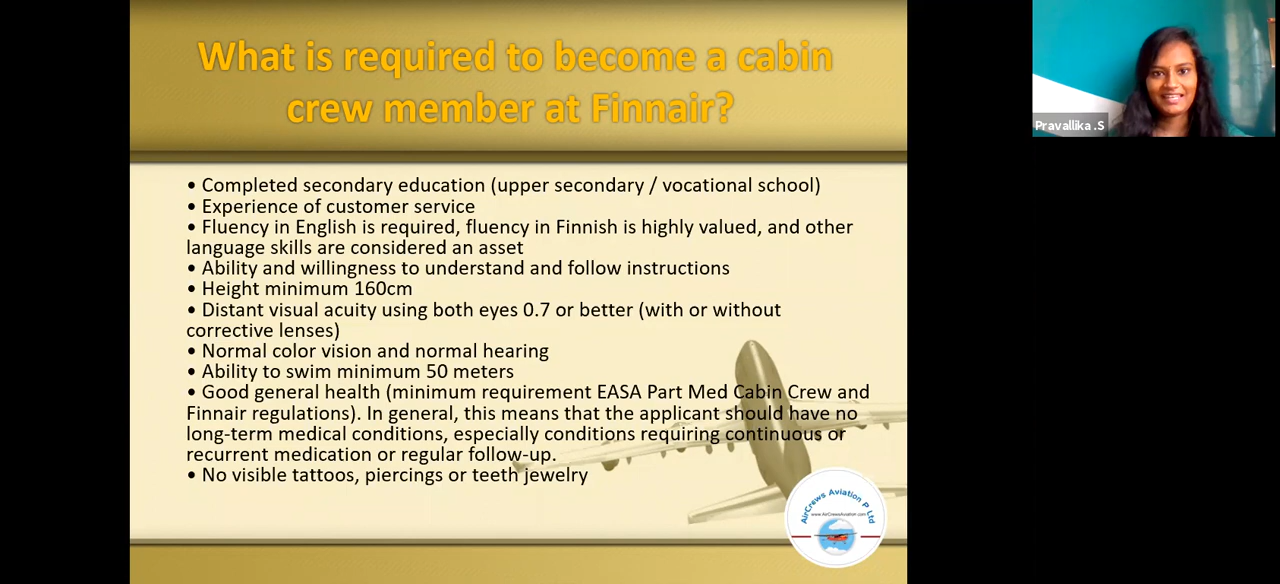 What is required to become a cabin
crew member at Finnair?
• Completed secondary education (upper secondary / vocational school)
• Experience of customer service
• Fluency in English is required, fluency in Finnish is highly valued, and other
language skills are considered an asset
• Ability and willingness to understand and follow instructions
• Height minimum 160cm
• Distant visual acuity using both eyes 0.7 or better (with or without
corrective lenses)
• Normal color vision and normal hearing
• Ability to swim minimum 50 meters
• Good general health (minimum requirement EASA Part Med Cabin Crew and
Finnair regulations). In general, this means that the applicant should have no
long-term medical conditions, especially conditions requiring continuous or
recurrent medication or regular follow-up.
• No visible tattoos, piercings or teeth jewelry
AirCrews Aviation P Ltd
www.AirCrewsAviation.com
Pravallika .S